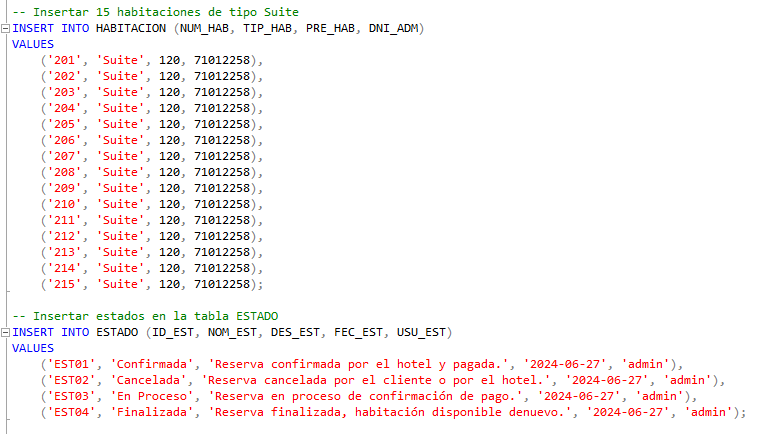 -- Insertar 15 habitaciones de tipo Suite
INSERT INTO HABITACION (NUM_HAB, TIP_HAB, PRE_HAB, DNI_ADM)
VALUES
('201', 'Suite', 120, 71012258),
('202', 'Suite', 120, 71012258),
('203', 'Suite', 120, 71012258),
('204', 'Suite', 120, 71012258),
('205', 'Suite', 120, 71012258),
('206', 'Suite', 120, 71012258),
('207', 'Suite', 120, 71012258),
('208', 'Suite', 120, 71012258),
('209', 'Suite', 120, 71012258),
('210', 'Suite', 120, 71012258),
('211', 'Suite', 120, 71012258),
('212', 'Suite', 120, 71012258),
('213', 'Suite', 120, 71012258),
('214', 'Suite', 120, 71012258),
('215', 'Suite', 120, 71012258);
-- Insertar estados en la tabla ESTADO
INSERT INTO ESTADO (ID_EST, NOM_EST, DES_EST, FEC_EST, USU_EST)
VALUES
('EST01', 'Confirmada', 'Reserva confirmada por el hotel y pagada.', '2024-06-27', 'admin'),
('EST02', 'Cancelada', 'Reserva cancelada por el cliente o por el hotel.', '2024-06-27', 'admin'),
('EST03', 'En Proceso', 'Reserva en proceso de confirmación de pago.', '2024-06-27', 'admin'),
('EST04', 'Finalizada', 'Reserva finalizada, habitación disponible denuevo.', '2024-06-27', 'admin');